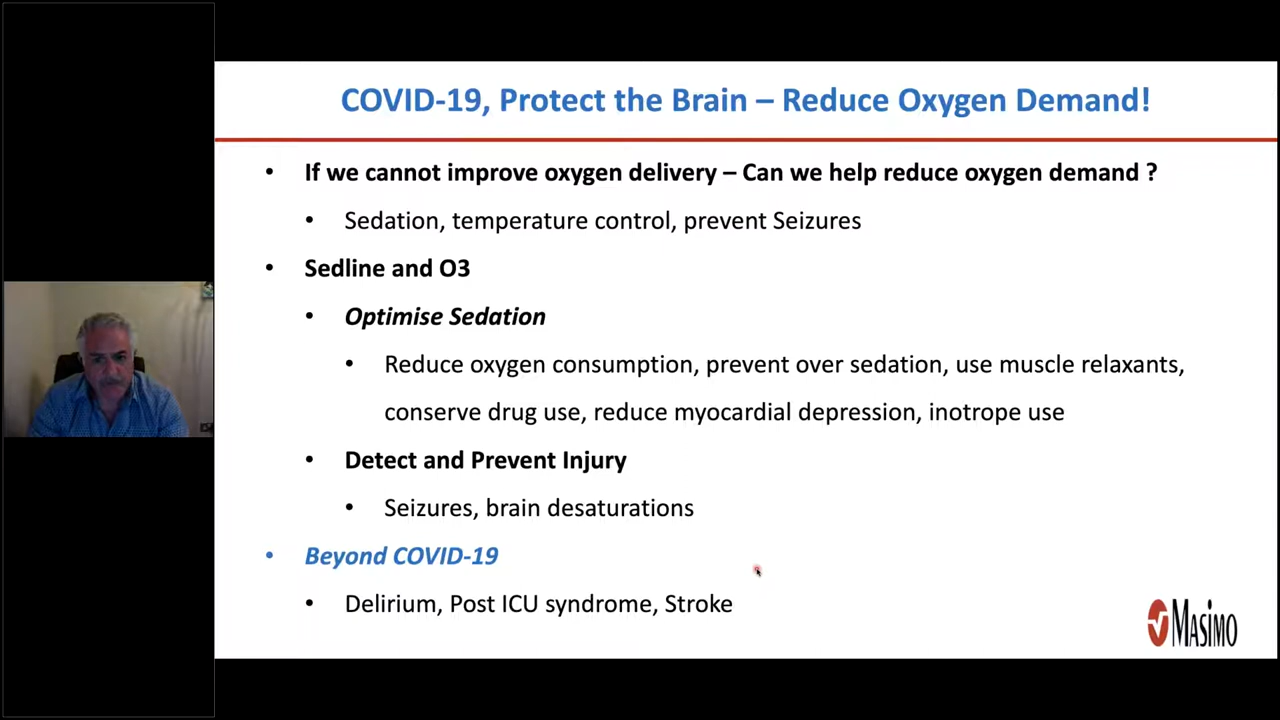 COVID-19, Protect the Brain – Reduce Oxygen Demand!
• If we cannot improve oxygen delivery – Can we help reduce oxygen demand ?
• Sedation, temperature control, prevent Seizures
• Sedline and O3
• Optimise Sedation
• Reduce oxygen consumption, prevent over sedation, use muscle relaxants,
conserve drug use, reduce myocardial depression, inotrope use
• Detect and Prevent Injury
• Seizures, brain desaturations
• Beyond COVID-19
• Delirium, Post ICU syndrome, Stroke
Masimo